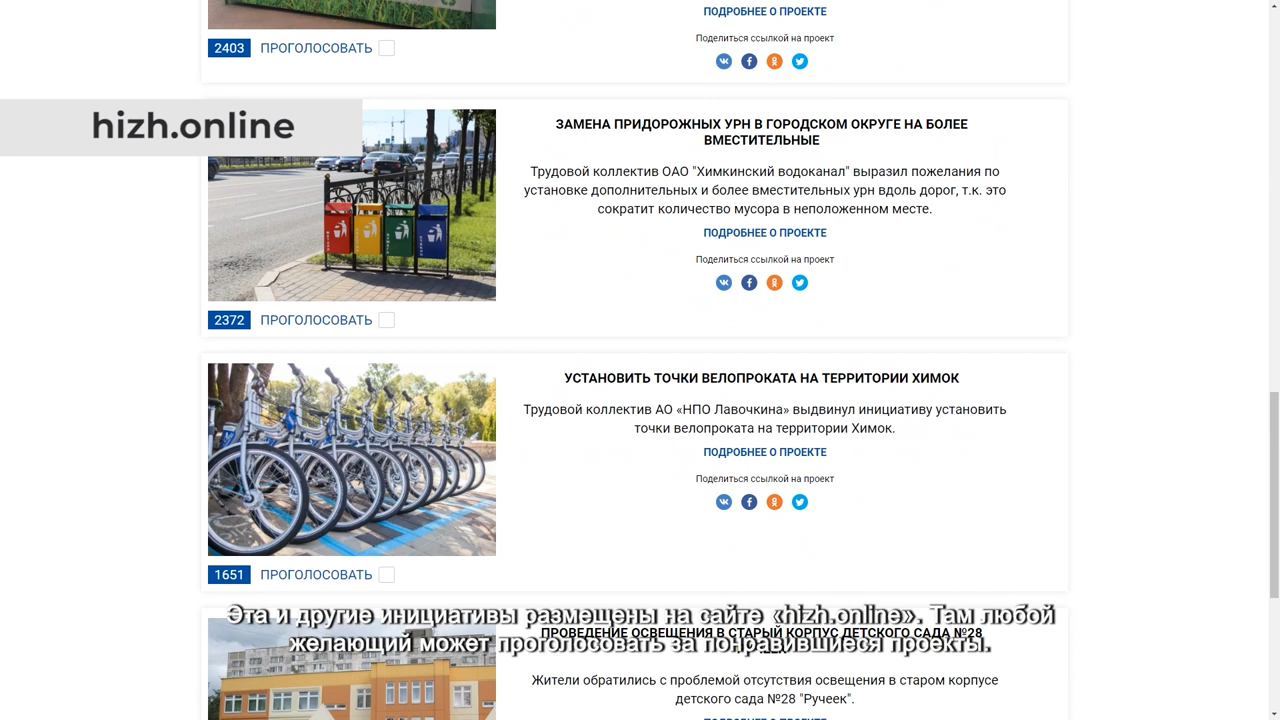 ПОДРОБНЕЕ О ПРОЕКТЕ
Поделиться ссылкой на проект
2403 ПРОГОЛОСОВАТЬ
hizh.online
ЗАМЕНА ПРИДОРОЖНЫХ УРН В ГОРОДСКОМ ОКРУГЕ НА БОЛЕЕ
ВМЕСТИТЕЛЬНЫЕ
Трудовой коллектив ОАО "Химкинский водоканал" выразил пожелания по
установке дополнительных и более вместительных урн вдоль дорог, т.к. это
сократит количество мусора в неположенном месте.
ПОДРОБНЕЕ О ПРОЕКТЕ
Поделиться ссылкой на проект
2372 ПРОГОЛОСОВАТЬ
УСТАНОВИТЬ ТОЧКИ ВЕЛОПРОКАТА НА ТЕРРИТОРИИ ХИМОК
Трудовой коллектив АО «НПО Лавочкина» выдвинул инициативу установить
точки велопроката на территории Химок.
ПОДРОБНЕЕ О ПРОЕКТЕ
Поделиться ссылкой на проект
1651 ПРОГОЛОСОВАТЬ
Эта и другие инициативы размещены на сайте «hizh.online». Там любой
желающий может проголосовать за понравившиеся проекты.
ПРОВЕДЕНИЕ ОСВЕЩЕНИЯ В СТАРЫЙ КОРПУС ДЕТСКОГО САДА №28
Жители обратились с проблемой отсутствия освещения в старом корпусе
детского сада №28 "Ручеек".
ПОДРОБНЕЕ О ПРОЕКТЕ